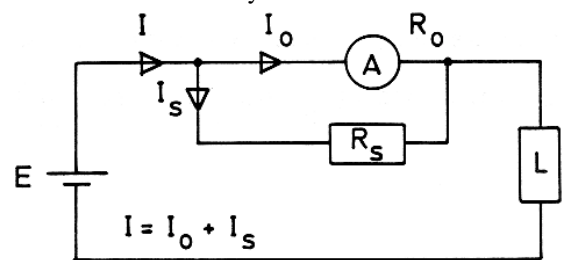 I I₀ R₀
A
Iₛ
Rₛ
E L
I = I₀ + Iₛ